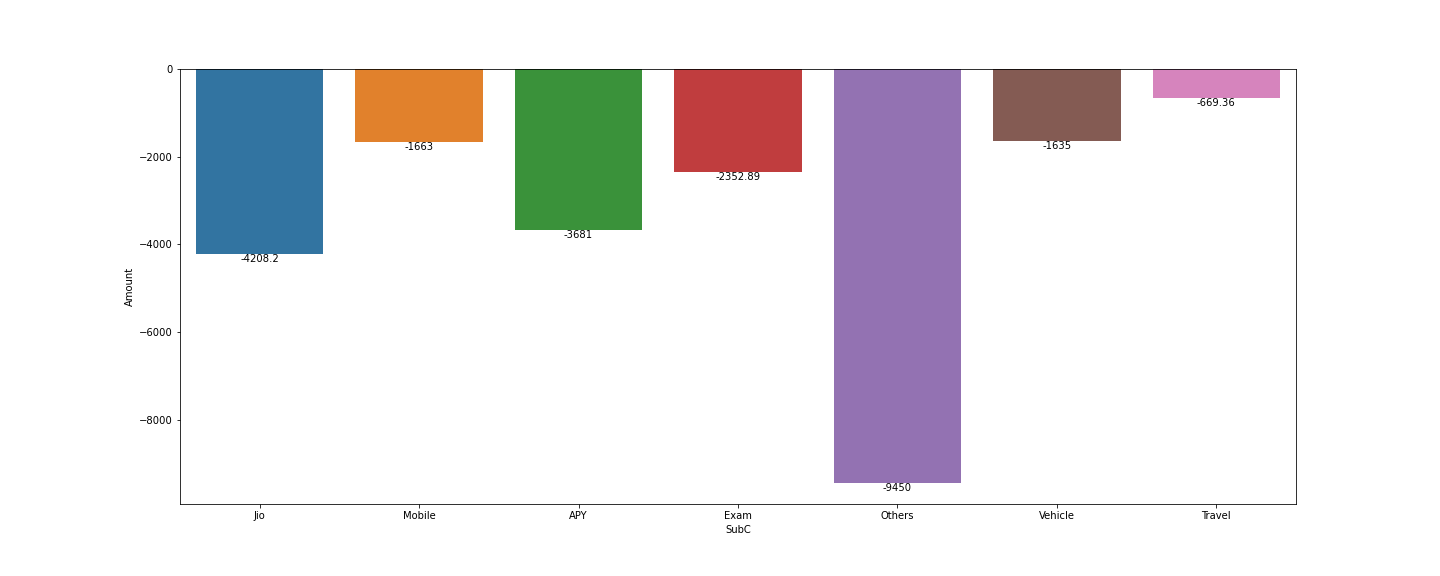 0
−2000
−4000
−6000
−8000
Amount
-4208.2
-1663
-3681
-2352.89
-9450
-1635
-669.36
Jio
Mobile
APY
Exam
Others
Vehicle
Travel
SubC